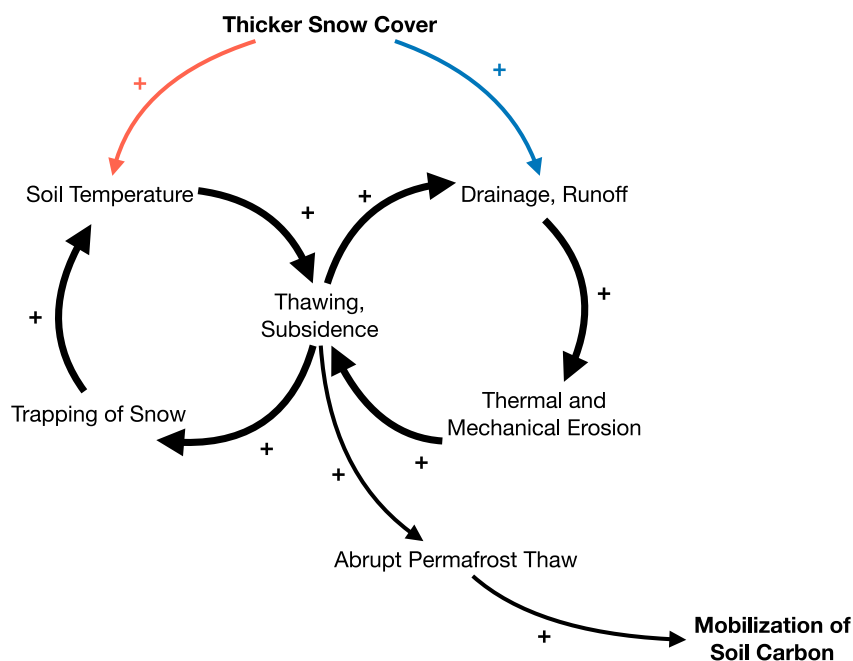 Thicker Snow Cover
+
+
Soil Temperature
+
+
Drainage, Runoff
+
Thawing,
Subsidence
+
Trapping of Snow
+
Thermal and
Mechanical Erosion
+
+
Abrupt Permafrost Thaw
+
Mobilization of
Soil Carbon